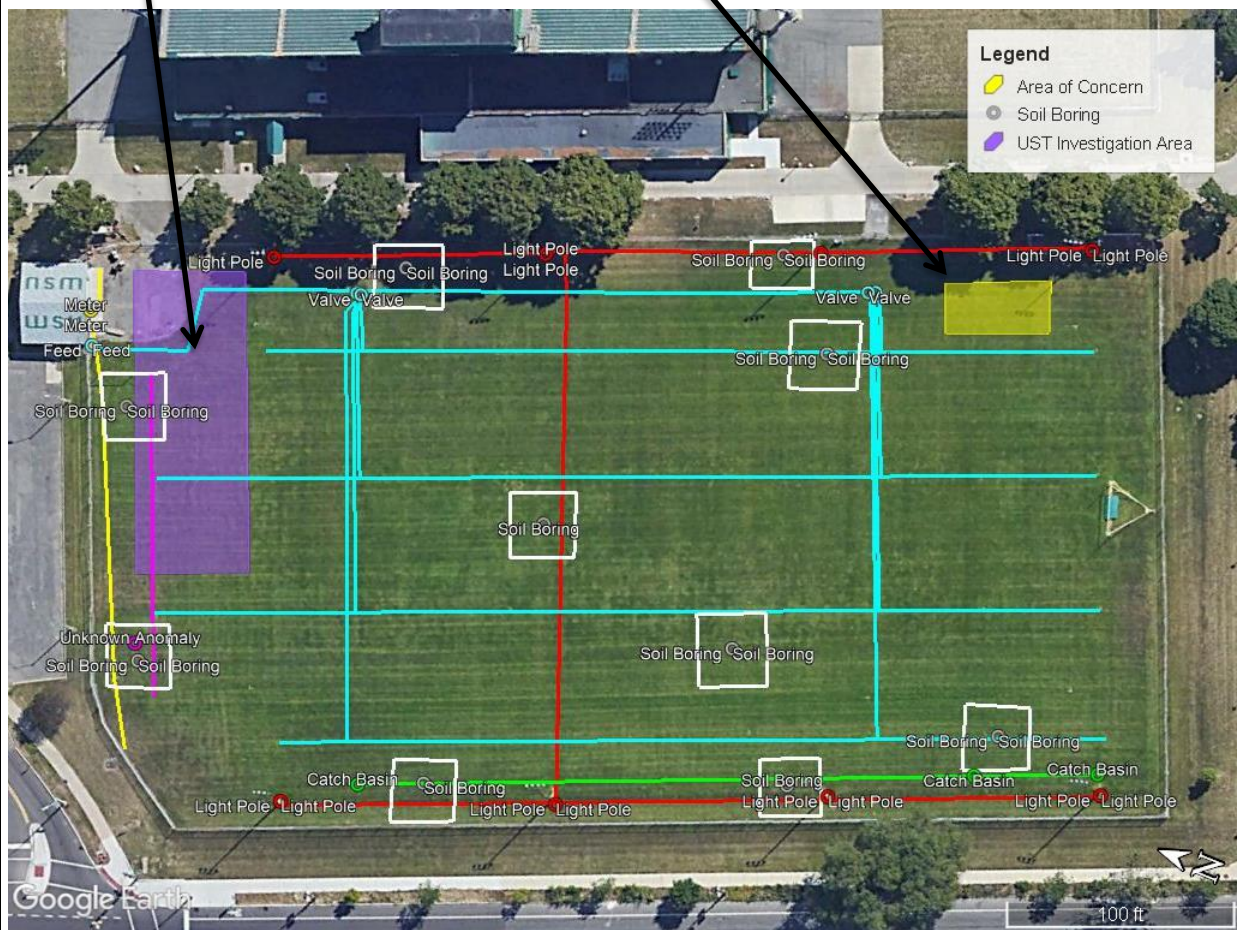 Legend
Area of Concern
Soil Boring
UST Investigation Area
Light Pole
Soil Boring Soil Boring
Light Pole
Light Pole
Soil Boring Soil Boring
Light Pole Light Pole
Meter
Meter
Valve Valve
Valve Valve
Feed Feed
Soil Boring Soil Boring
Soil Boring Soil Boring
Soil Boring
Unknown Anomaly
Soil Boring Soil Boring
Soil Boring Soil Boring
Soil Boring Soil Boring
Catch Basin
Soil Boring
Soil Boring
Catch Basin
Catch Basin
Light Pole Light Pole
Light Pole Light Pole
Light Pole Light Pole
Light Pole Light Pole
Google Earth
N
100 ft